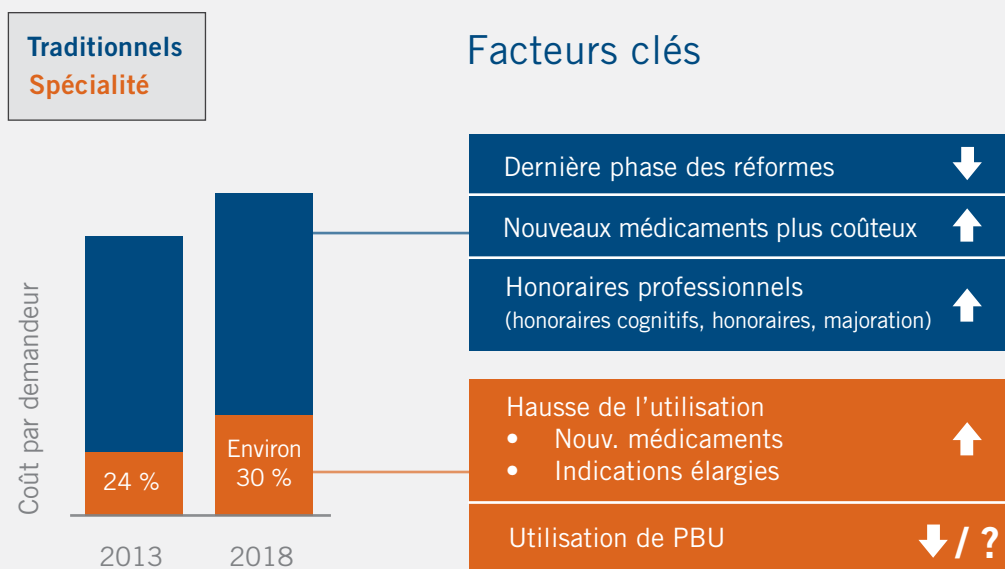 Traditionnels
Spécialité
Facteurs clés
Coût par demandeur
24 %
Environ
30 %
2013
2018
Dernière phase des réformes
Nouveaux médicaments plus coûteux
Honoraires professionnels
(honoraires cognitifs, honoraires, majoration)
Hausse de l’utilisation
• Nouv. médicaments
• Indications élargies
Utilisation de PBU
/ ?